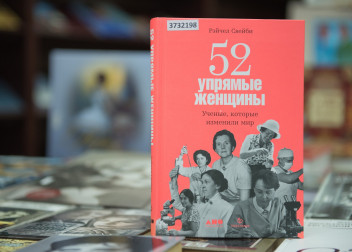 3732198
Рэйчел Свейби
52
упрямые
женщины
Ученые, которые
изменили мир